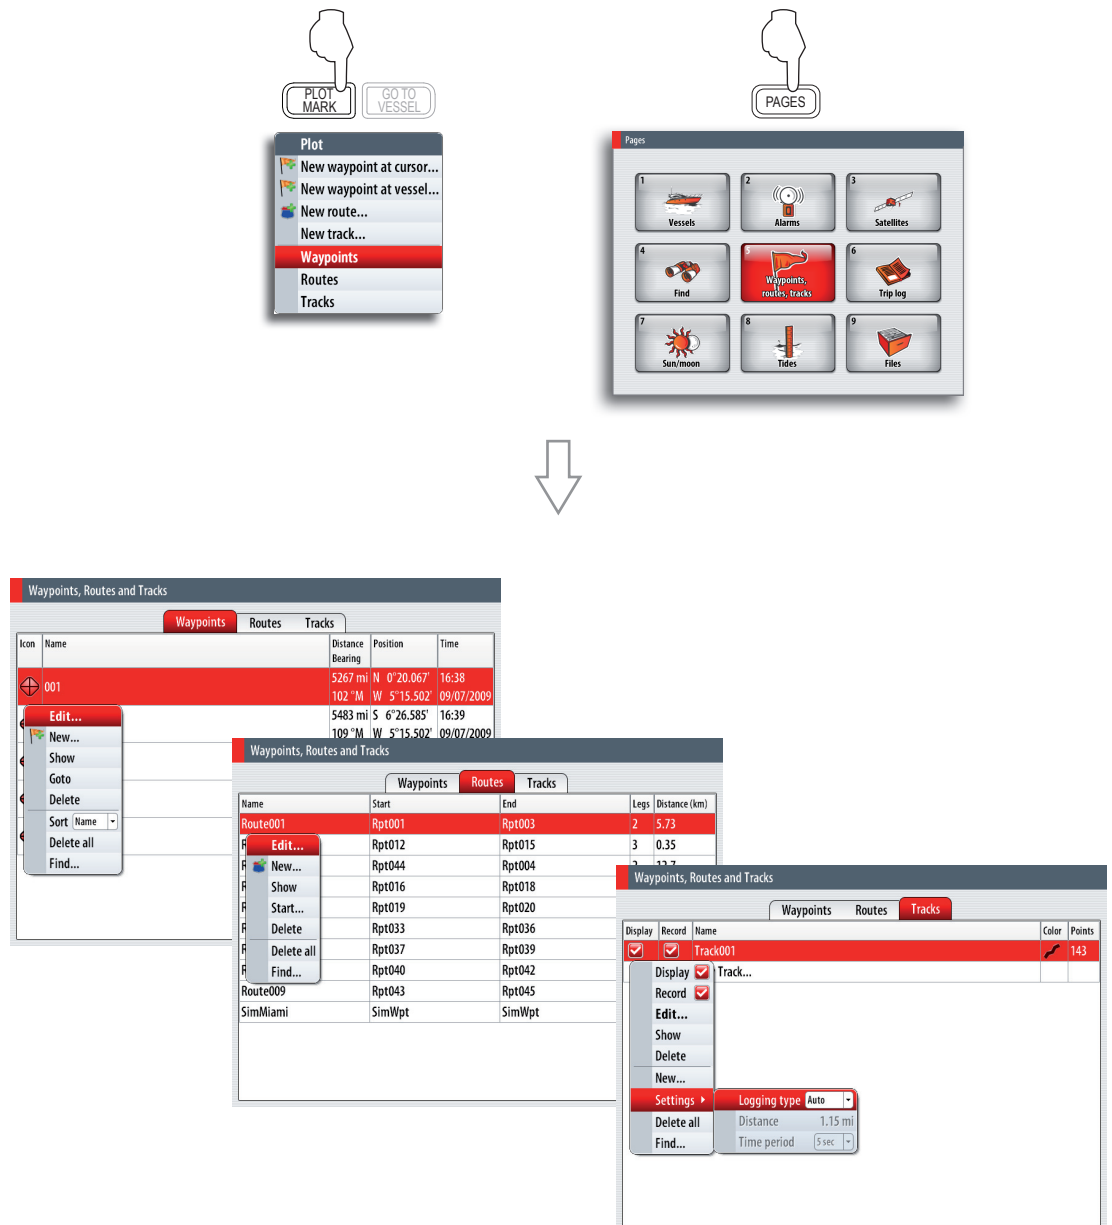 PLOT
MARK
GO TO
VESSEL
PAGES
Plot
New waypoint at cursor...
New waypoint at vessel...
New route...
New track...
Waypoints
Routes
Tracks
Pages
1
Vessels
2
Alarms
3
Satellites
4
Find
5
Waypoints,
routes, tracks
6
Trip log
7
Sun/moon
8
Tides
9
Files
Waypoints, Routes and Tracks
Waypoints Routes Tracks
Icon Name Distance Position Time
Bearing
001 5267 mi N 0°20.067' 16:38
102 °M W 5°15.502' 09/07/2009
5483 mi S 6°26.585' 16:39
109 °M W 5°15.502' 09/07/2009
Edit...
New...
Show
Goto
Delete
Sort Name
Delete all
Find...
Waypoints, Routes and Tracks
Waypoints Routes Tracks
Name Start End Legs Distance (km)
Route001 Rpt001 Rpt003 2 5.73
R Rpt012 Rpt015 3 0.35
R Rpt044 Rpt004
R Rpt016 Rpt018
R Rpt019 Rpt020
R Rpt033 Rpt036
R Rpt037 Rpt039
R Rpt040 Rpt042
Route009 Rpt043 Rpt045
SimMiami SimWpt SimWpt
Edit...
New...
Show
Start...
Delete
Delete all
Find...
Waypoints, Routes and Tracks
Waypoints Routes Tracks
Display Record Name Color Points
Track001 143
Track...
Display
Record
Edit...
Show
Delete
New...
Settings
Delete all
Find...
Logging type Auto
Distance 1.15 mi
Time period 5 sec